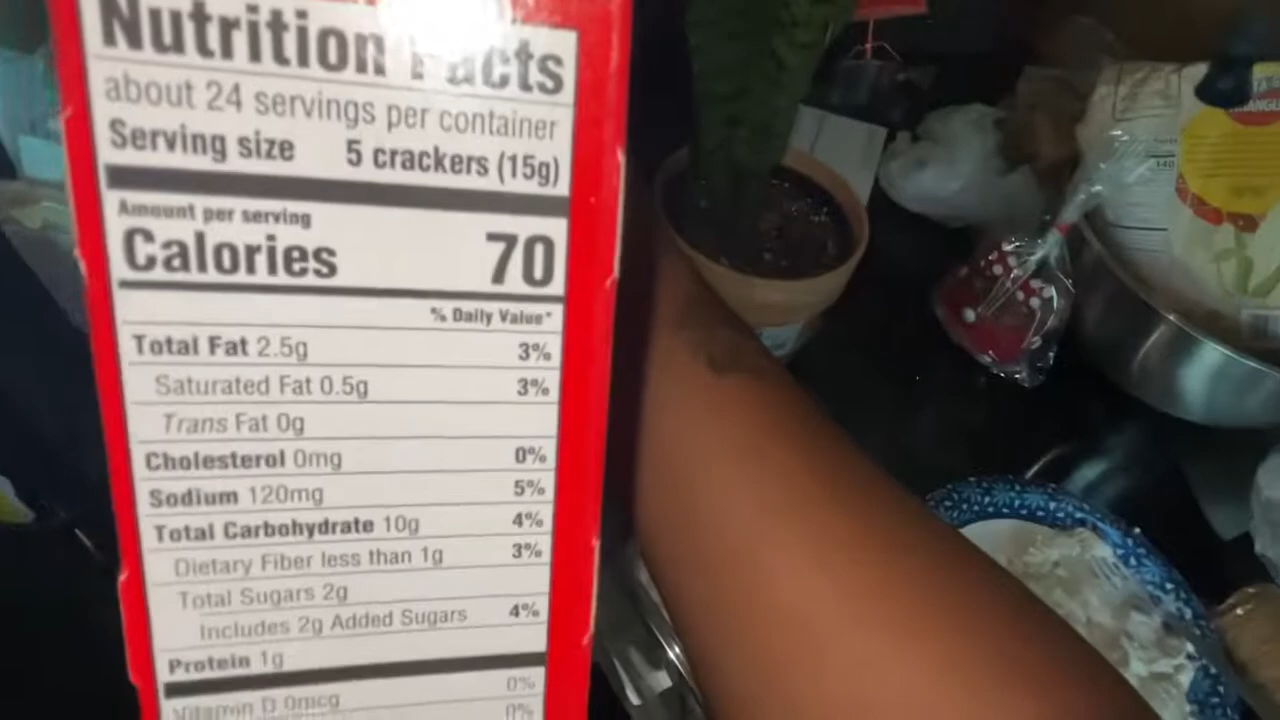 Nutrition Facts
about 24 servings per container
Serving size 5 crackers (15g)
Amount per serving
Calories 70
% Daily Value*
Total Fat 2.5g 3%
Saturated Fat 0.5g 3%
Trans Fat 0g
Cholesterol 0mg 0%
Sodium 120mg 5%
Total Carbohydrate 10g 4%
Dietary Fiber less than 1g 3%
Total Sugars 2g
Includes 2g Added Sugars 4%
Protein 1g
Vitamin D 0mcg 0%
0%
140